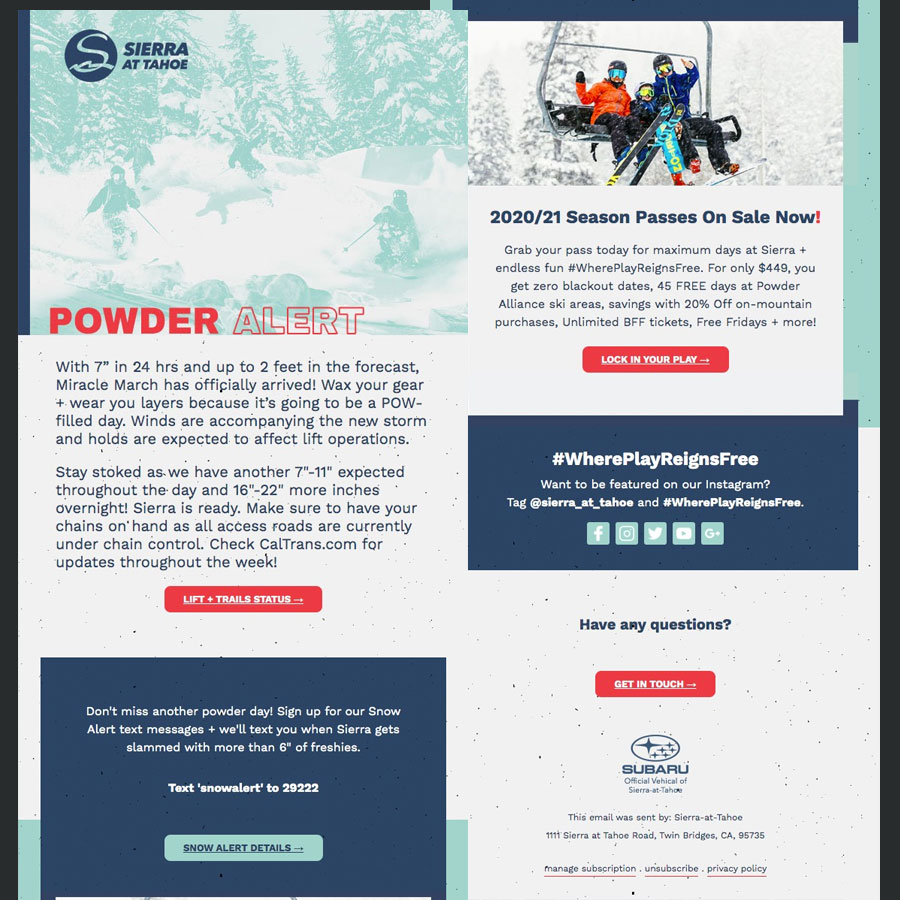 SIERRA
AT TAHOE
POWDER ALERT
With 7” in 24 hrs and up to 2 feet in the forecast,
Miracle March has officially arrived! Wax your gear
+ wear you layers because it’s going to be a POW-
filled day. Winds are accompanying the new storm
and holds are expected to affect lift operations.
Stay stoked as we have another 7"-11" expected
throughout the day and 16"-22" more inches
overnight! Sierra is ready. Make sure to have your
chains on hand as all access roads are currently
under chain control. Check CalTrans.com for
updates throughout the week!
LIFT + TRAILS STATUS →
Don't miss another powder day! Sign up for our Snow
Alert text messages + we'll text you when Sierra gets
slammed with more than 6" of freshies.
Text 'snowalert' to 29222
SNOW ALERT DETAILS →
2020/21 Season Passes On Sale Now!
Grab your pass today for maximum days at Sierra +
endless fun #WherePlayReignsFree. For only $449, you
get zero blackout dates, 45 FREE days at Powder
Alliance ski areas, savings with 20% Off on-mountain
purchases, Unlimited BFF tickets, Free Fridays + more!
LOCK IN YOUR PLAY →
#WherePlayReignsFree
Want to be featured on our Instagram?
Tag @sierra_at_tahoe and #WherePlayReignsFree.
Have any questions?
GET IN TOUCH →
SUBARU
Official Vehical of
Sierra-at-Tahoe
This email was sent by: Sierra-at-Tahoe
1111 Sierra at Tahoe Road, Twin Bridges, CA, 95735
manage subscription . unsubscribe . privacy policy